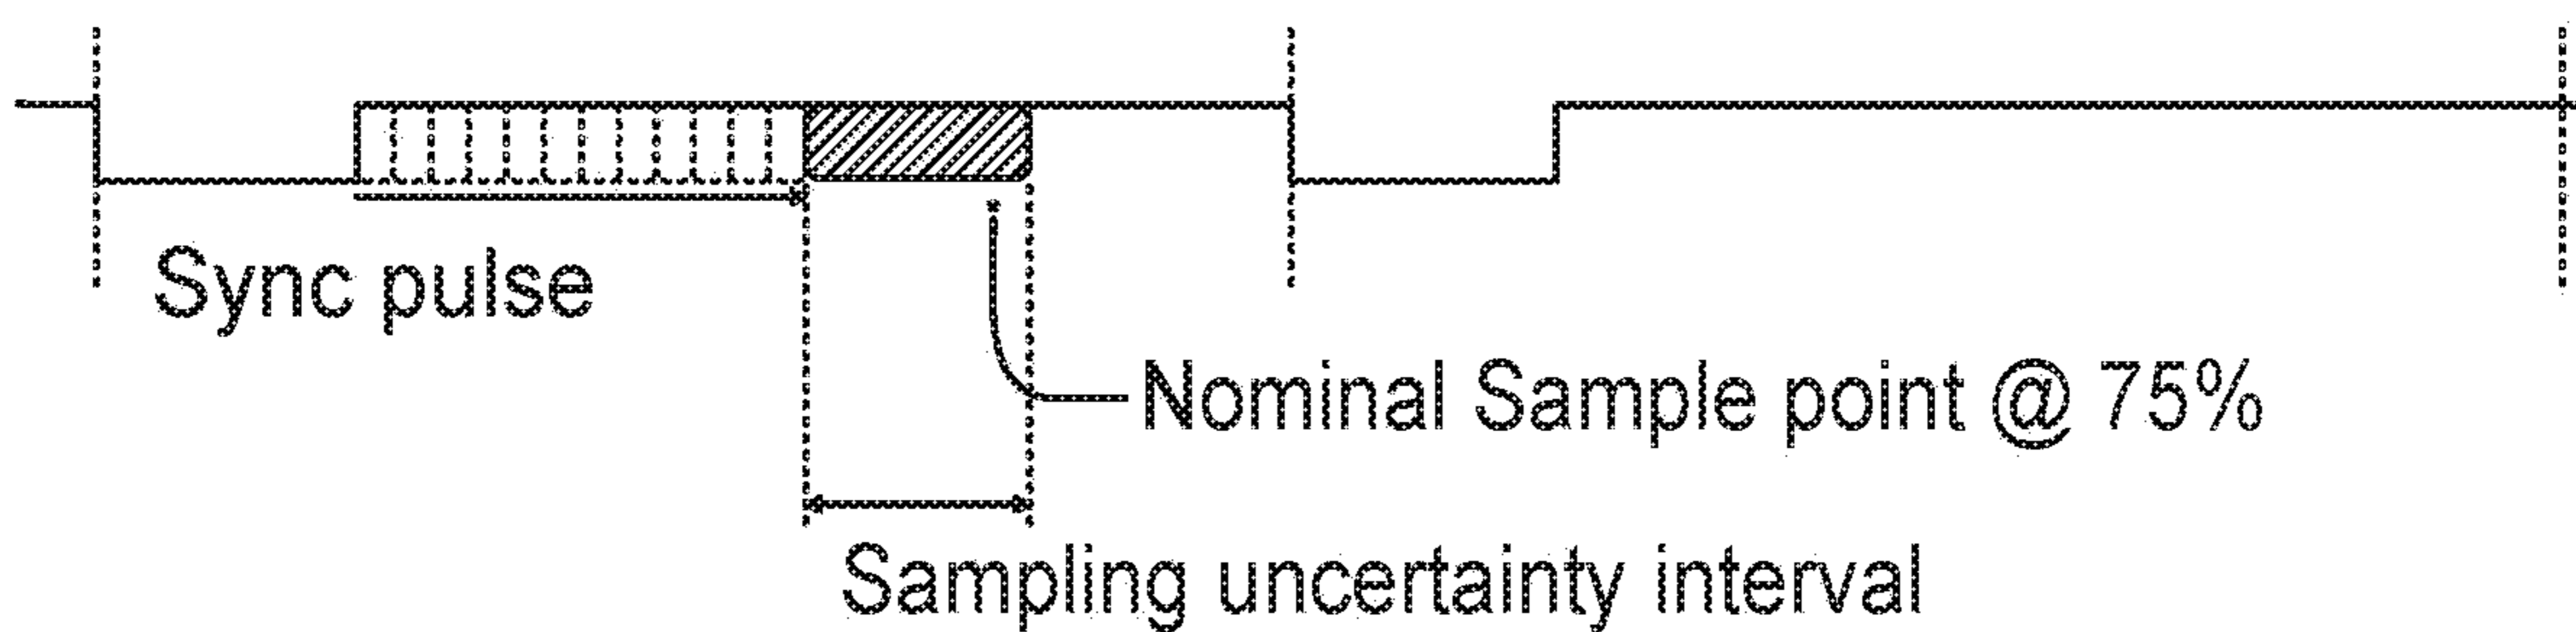 Sync pulse
Nominal Sample point @ 75%
Sampling uncertainty interval